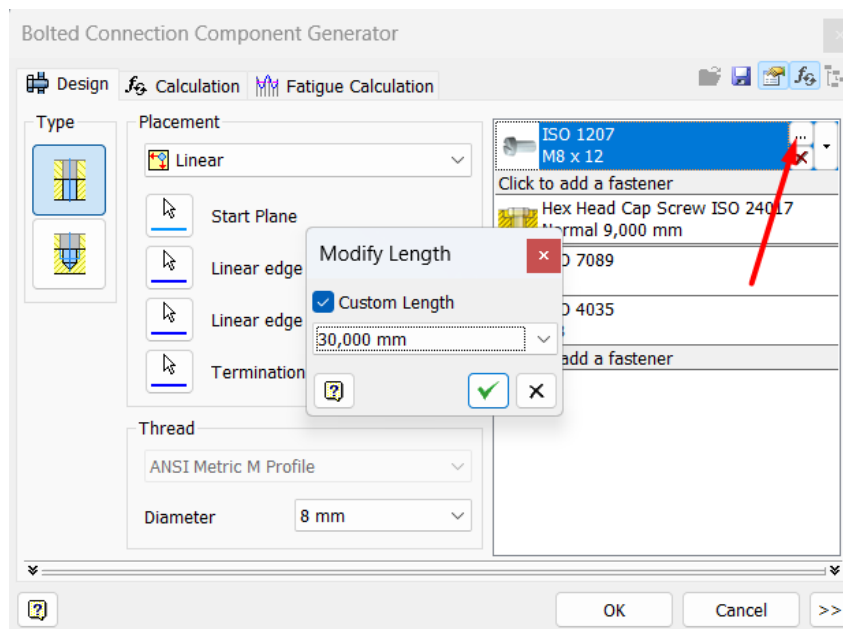 Bolted Connection Component Generator
Design
Calculation
Fatigue Calculation
Type
Placement
Linear
Start Plane
Linear edge
Linear edge
Termination
Thread
ANSI Metric M Profile
Diameter
8 mm
ISO 1207
M8 x 12
...
Click to add a fastener
Hex Head Cap Screw ISO 24017
Normal 9,000 mm
7089
4035
add a fastener
Modify Length
Custom Length
30,000 mm
OK
Cancel
>>